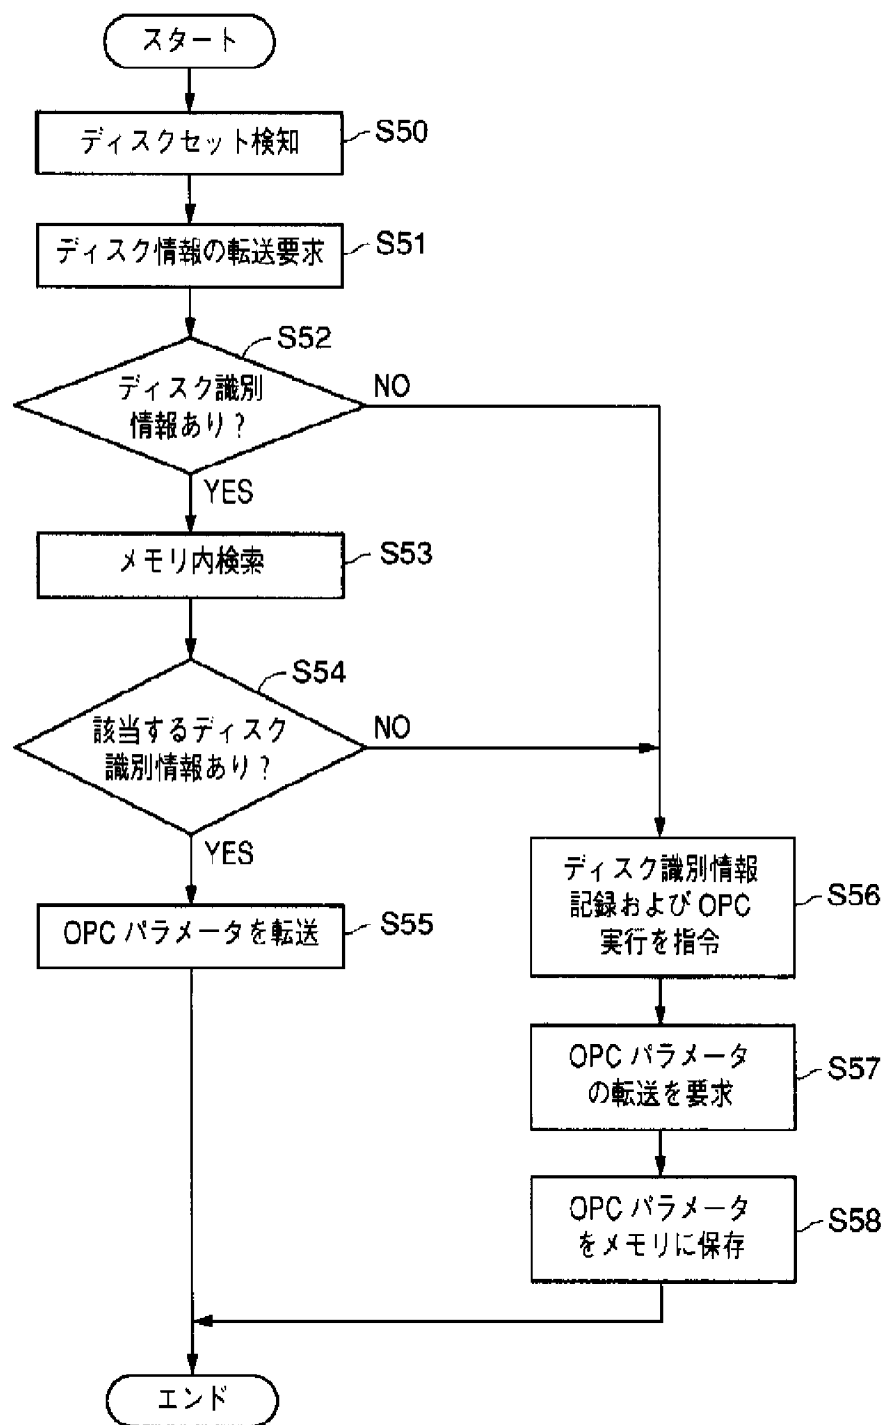 スタート
ディスクセット検知
S50
ディスク情報の転送要求
S51
S52
ディスク識別
情報あり？
NO
YES
メモリ内検索
S53
S54
該当するディスク
識別情報あり？
NO
YES
OPC パラメータを転送
S55
ディスク識別情報
記録および OPC
実行を指令
S56
OPC パラメータ
の転送を要求
S57
OPC パラメータ
をメモリに保存
S58
エンド